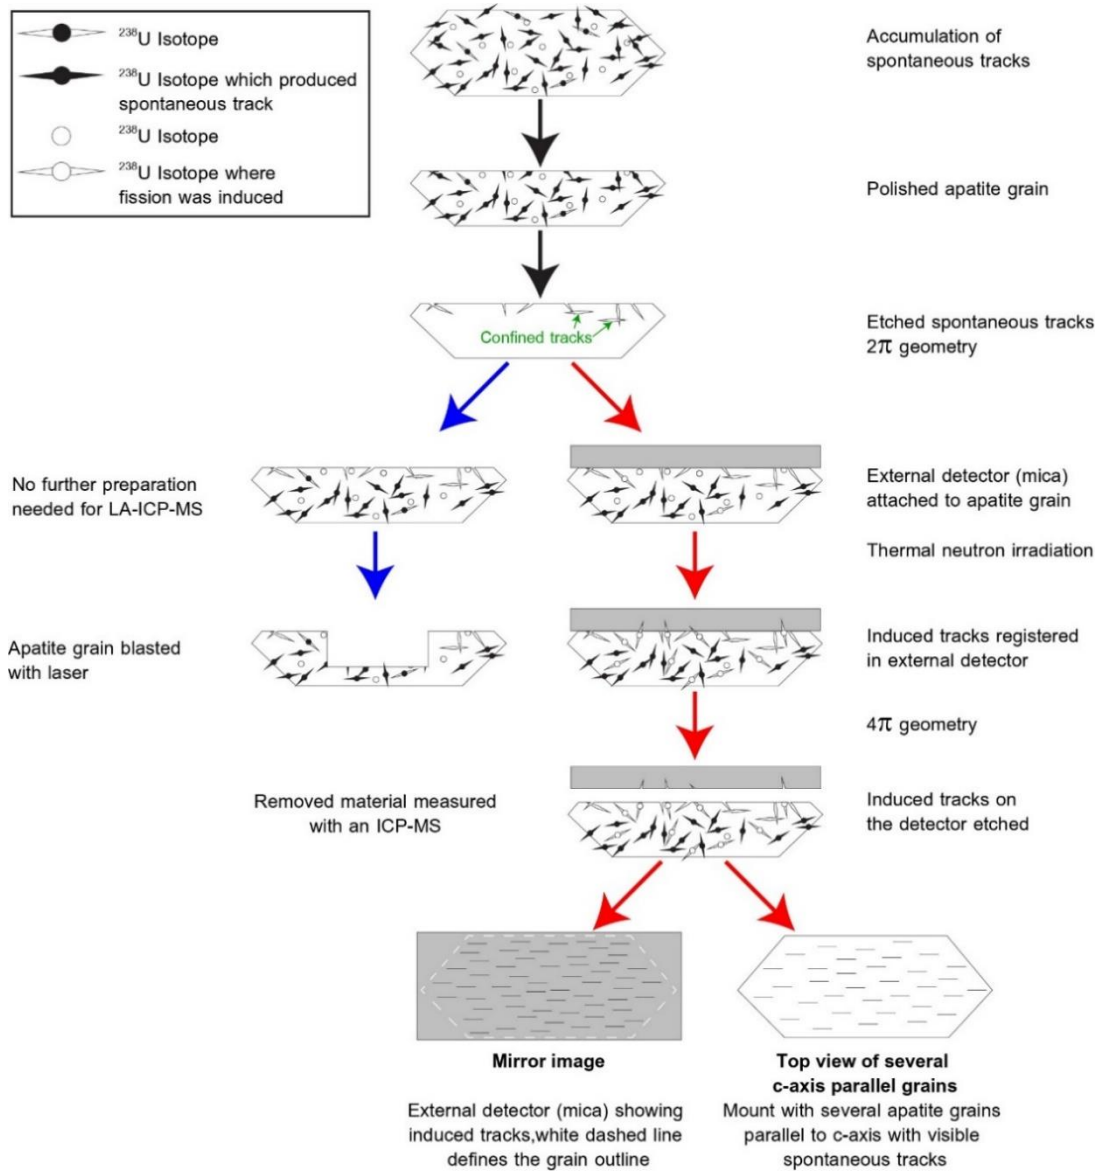 ²³⁸U Isotope
²³⁸U Isotope which produced
spontaneous track
²³⁸U Isotope
²³⁸U Isotope where
fission was induced
Accumulation of
spontaneous tracks
Polished apatite grain
Confined tracks
Etched spontaneous tracks
2π geometry
No further preparation
needed for LA-ICP-MS
External detector (mica)
attached to apatite grain
Thermal neutron irradiation
Apatite grain blasted
with laser
Induced tracks registered
in external detector
4π geometry
Removed material measured
with an ICP-MS
Induced tracks on
the detector etched
Mirror image
External detector (mica) showing
induced tracks,white dashed line
defines the grain outline
Top view of several
c-axis parallel grains
Mount with several apatite grains
parallel to c-axis with visible
spontaneous tracks